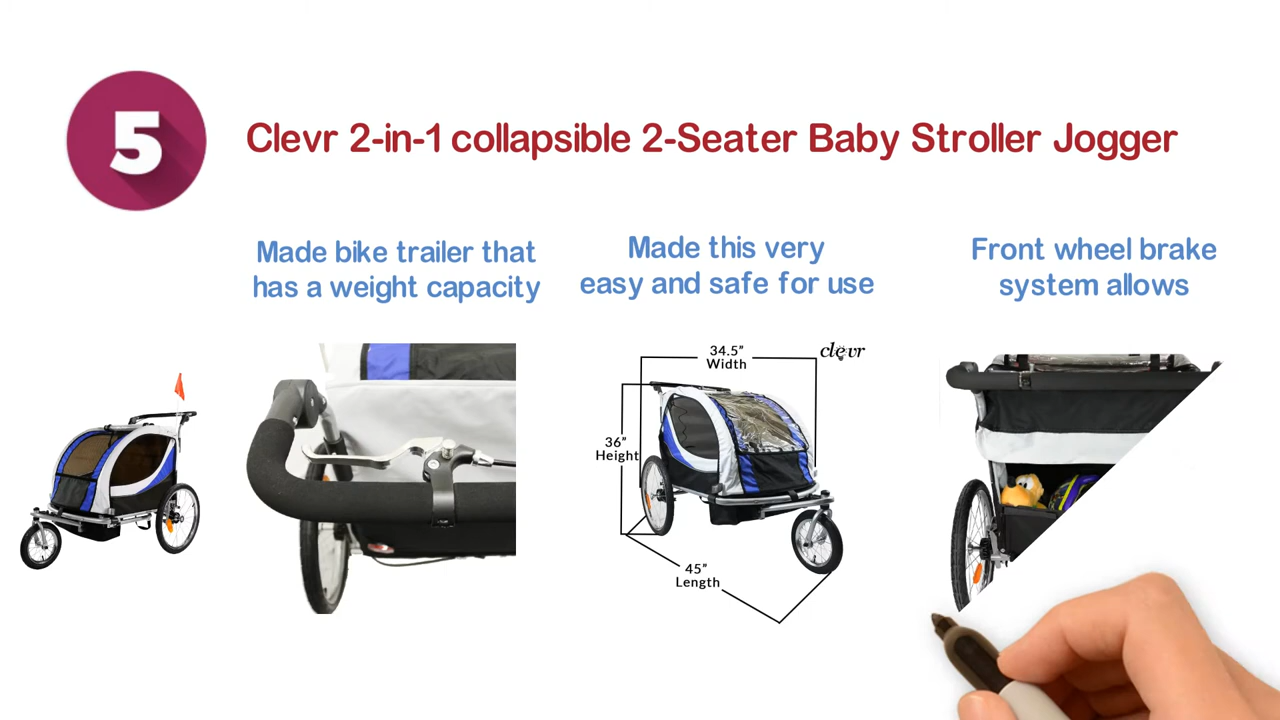 5
Clevr 2-in-1 collapsible 2-Seater Baby Stroller Jogger
Made bike trailer that
has a weight capacity
Made this very
easy and safe for use
Front wheel brake
system allows
34.5”
Width
clevr
36”
Height
45”
Length